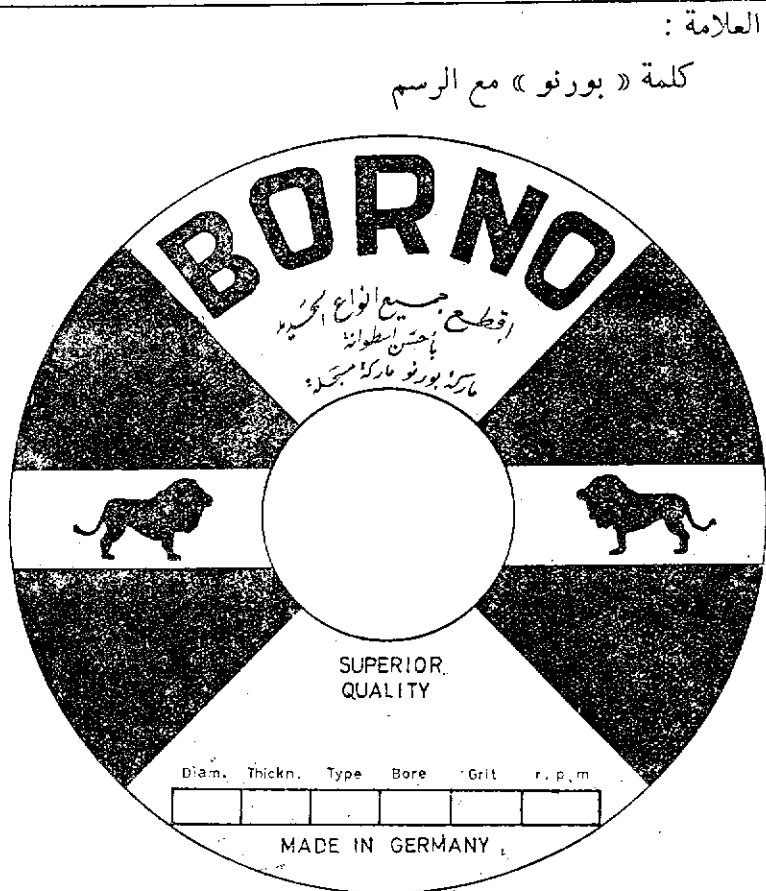 العلامة :
كلمة « بورنو » مع الرسم
BORNO
اقطع جميع انواع الحديد
بأحسن اسطوانة
ماركة بورنو ماركة مسجلة
SUPERIOR
QUALITY
Diam. Thickn. Type Bore Grit r.p.m
MADE IN GERMANY